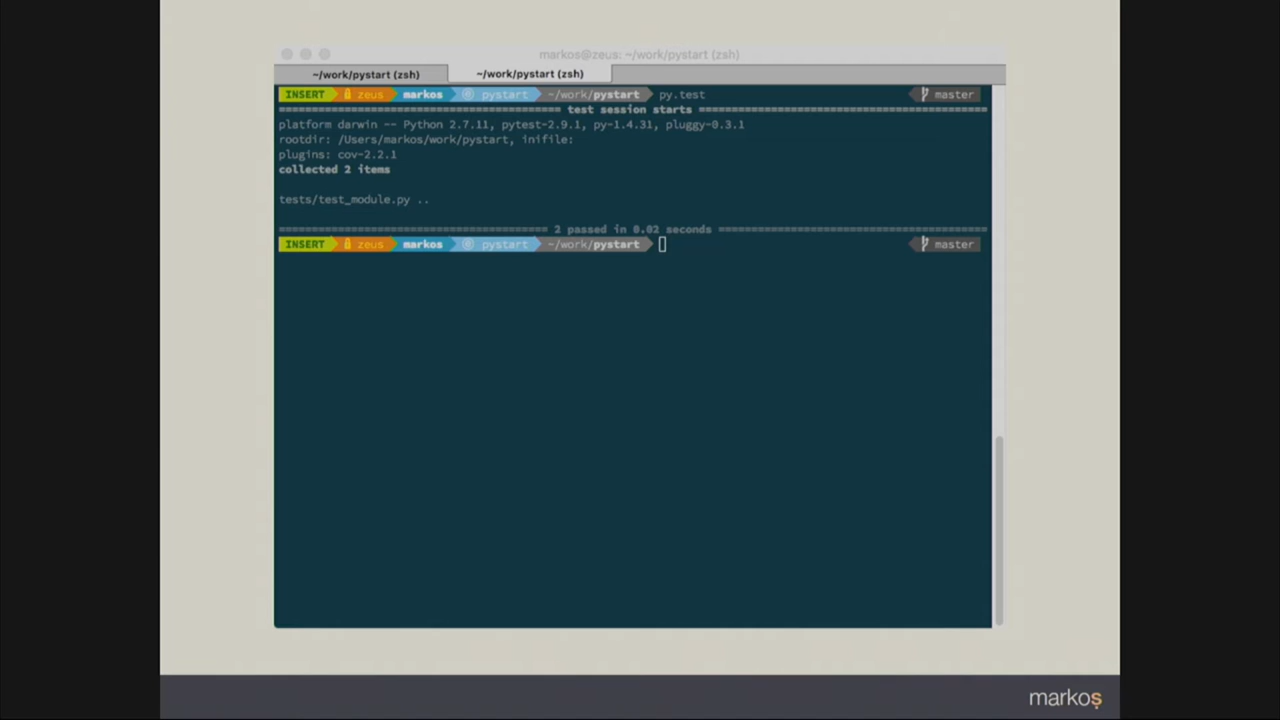 markos@zeus: ~/work/pystart (zsh)
~/work/pystart (zsh) ~/work/pystart (zsh)
INSERT zeus markos @ pystart ~/work/pystart py.test master
============================== test session starts ==============================
platform darwin -- Python 2.7.11, pytest-2.9.1, py-1.4.31, pluggy-0.3.1
rootdir: /Users/markos/work/pystart, inifile:
plugins: cov-2.2.1
collected 2 items
tests/test_module.py ..
============================== 2 passed in 0.02 seconds ==============================
INSERT zeus markos @ pystart ~/work/pystart master
markos